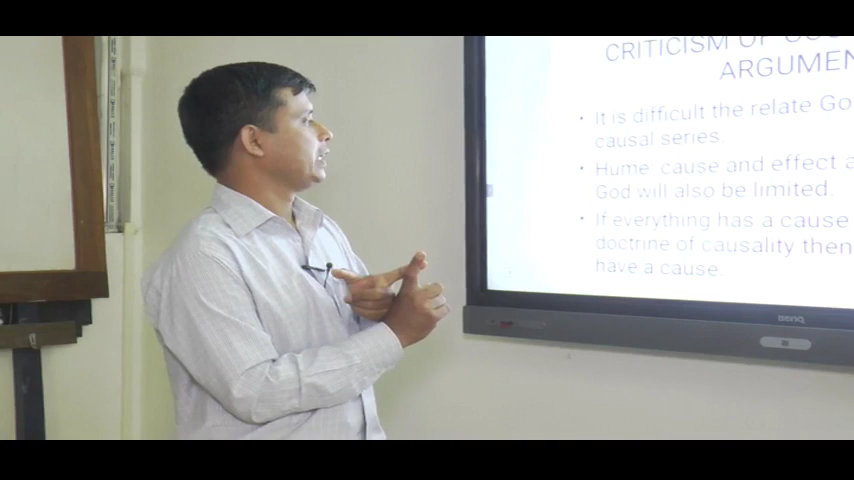 CRITICISM OF
ARGUMEN
• It is difficult the relate Go
causal series.
• Hume: cause and effect a
God will also be limited.
• If everything has a cause
doctrine of causality then
have a cause.
BenQ